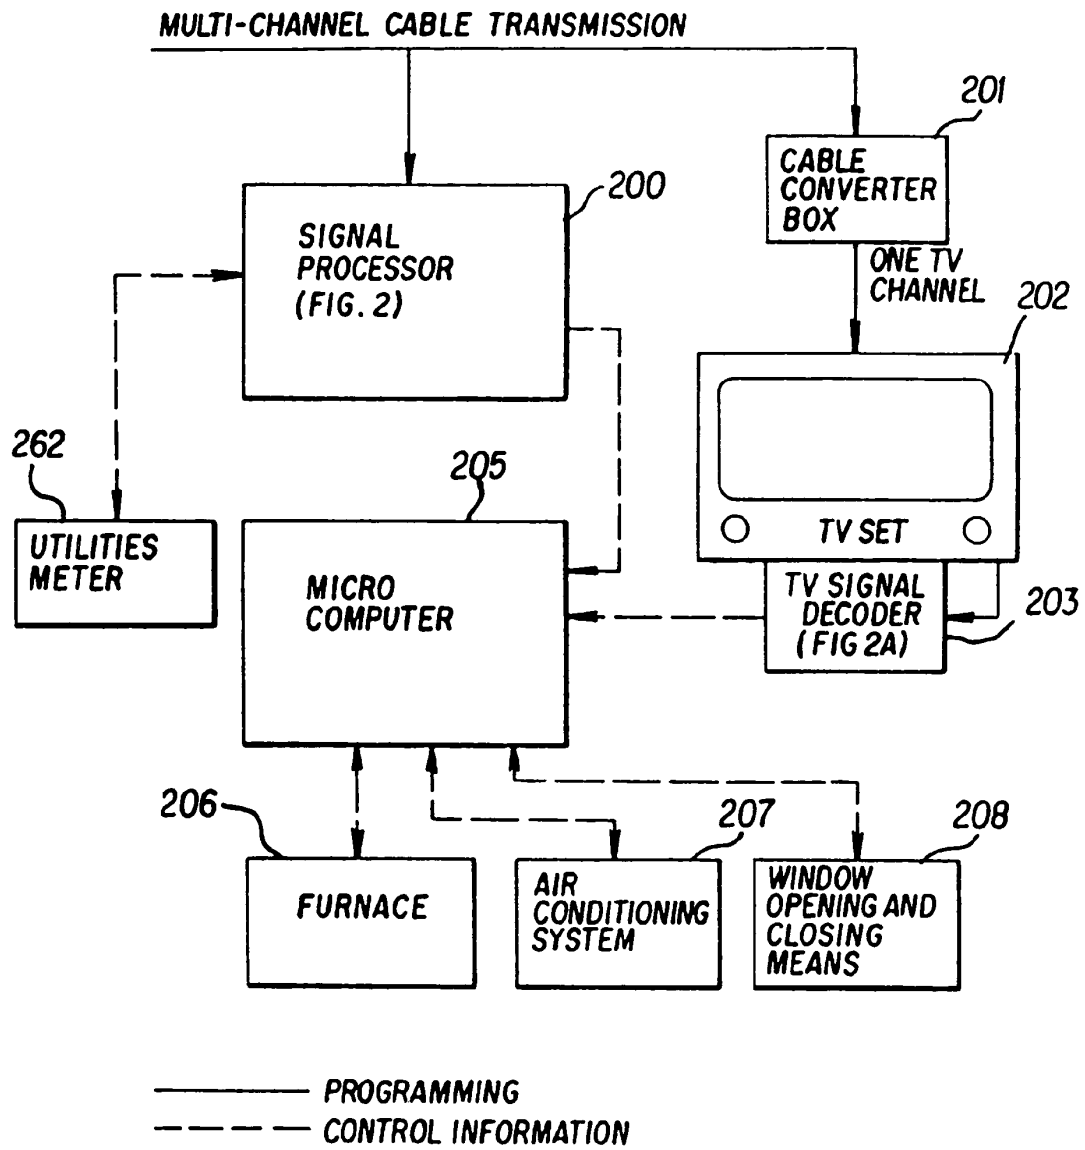 MULTI-CHANNEL CABLE TRANSMISSION
201
CABLE
CONVERTER
BOX
200
SIGNAL
PROCESSOR
(FIG. 2)
ONE TV
CHANNEL
202
262
205
TV SET
UTILITIES
METER
MICRO
COMPUTER
TV SIGNAL
DECODER
(FIG 2A)
203
206
207
208
FURNACE
AIR
CONDITIONING
SYSTEM
WINDOW
OPENING AND
CLOSING
MEANS
PROGRAMMING
CONTROL INFORMATION